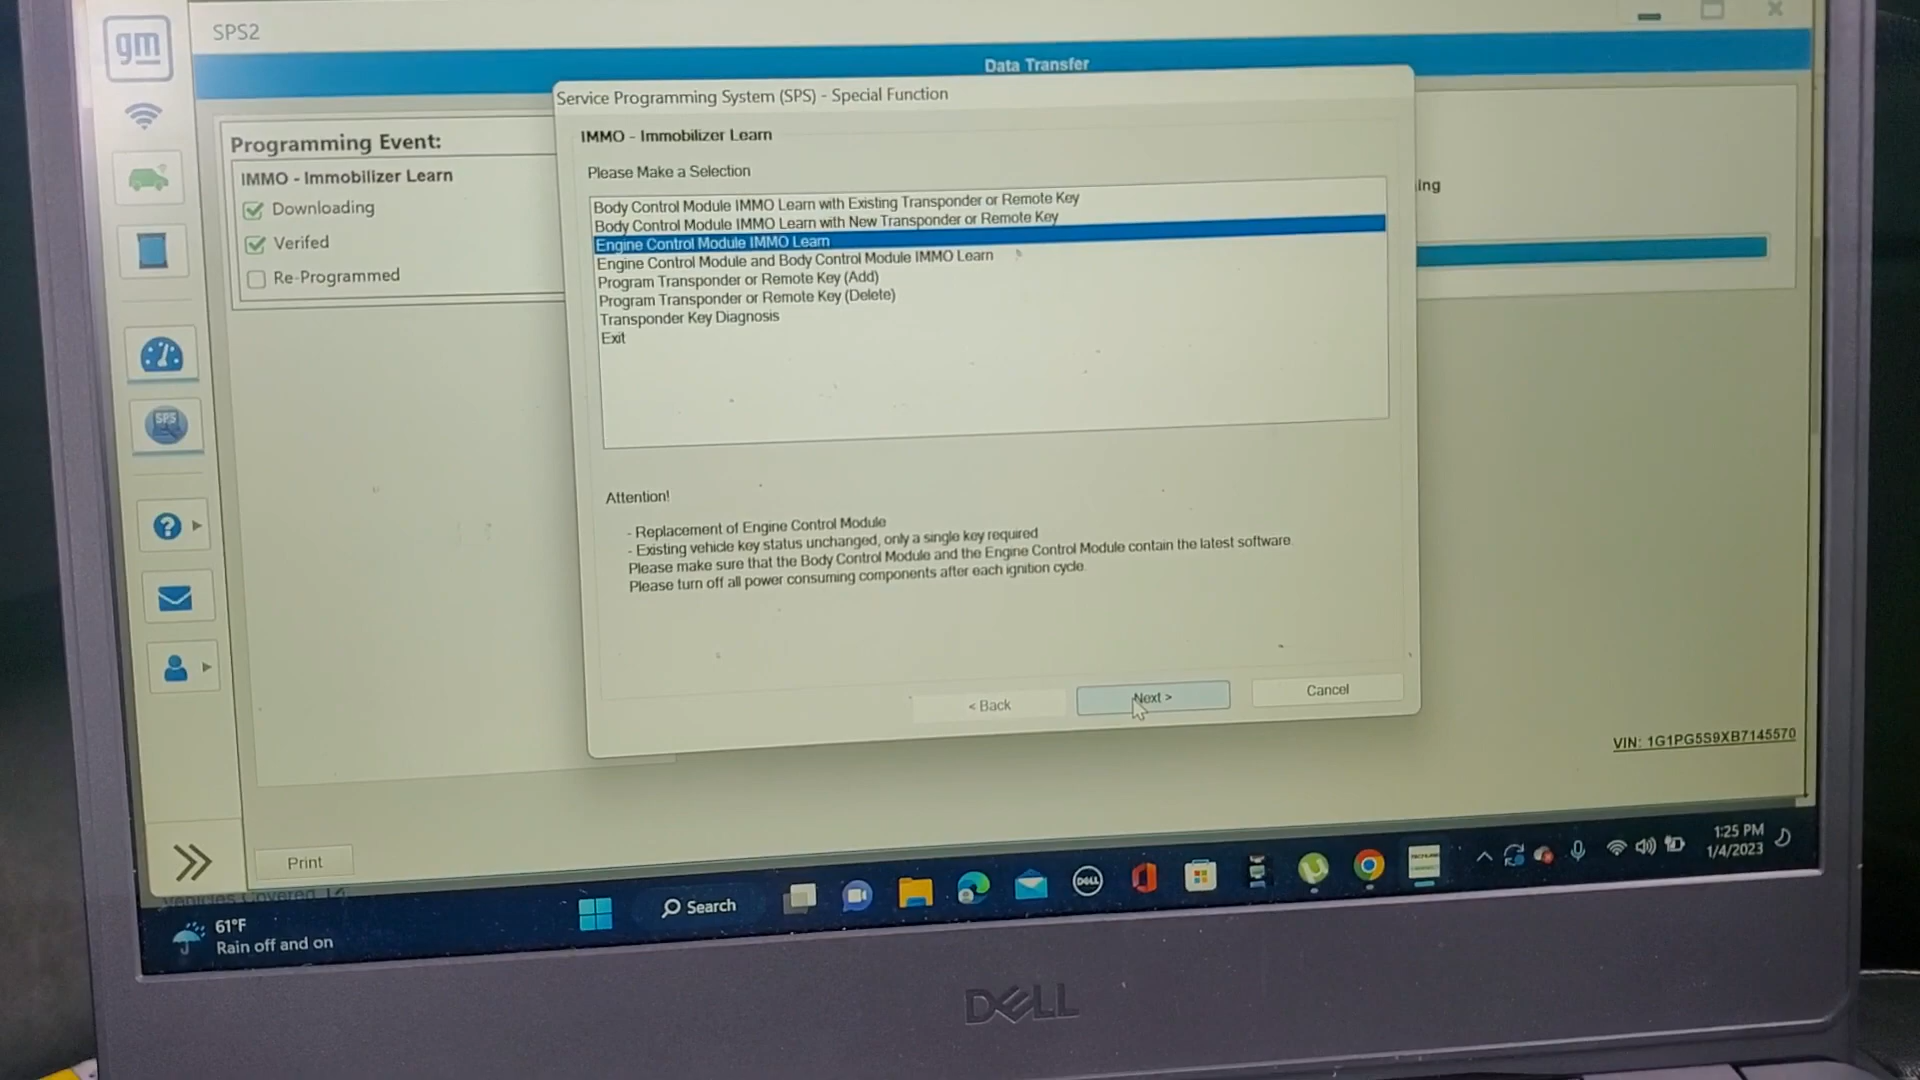 gm
SPS2
Data Transfer
Programming Event:
IMMO - Immobilizer Learn
Downloading
Verifed
Re-Programmed
Service Programming System (SPS) - Special Function
IMMO - Immobilizer Learn
Please Make a Selection
Body Control Module IMMO Learn with Existing Transponder or Remote Key
Body Control Module IMMO Learn with New Transponder or Remote Key
Engine Control Module IMMO Learn
Engine Control Module and Body Control Module IMMO Learn
Program Transponder or Remote Key (Add)
Program Transponder or Remote Key (Delete)
Transponder Key Diagnosis
Exit
ing
Attention!
- Replacement of Engine Control Module
- Existing vehicle key status unchanged, only a single key required
Please make sure that the Body Control Module and the Engine Control Module contain the latest software.
Please turn off all power consuming components after each ignition cycle.
< Back
Next >
Cancel
VIN: 1G1PG5S9XB7145570
SPS
Print
61°F
Rain off and on
Search
DELL
1:25 PM
1/4/2023
DELL